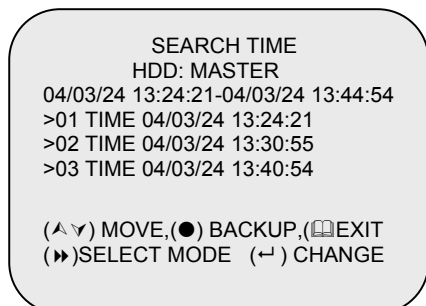 SEARCH TIME
HDD: MASTER
04/03/24 13:24:21-04/03/24 13:44:54
>01 TIME 04/03/24 13:24:21
>02 TIME 04/03/24 13:30:55
>03 TIME 04/03/24 13:40:54
(⮝⮟) MOVE,(●) BACKUP,(🕮EXIT
(⏩)SELECT MODE (↵) CHANGE